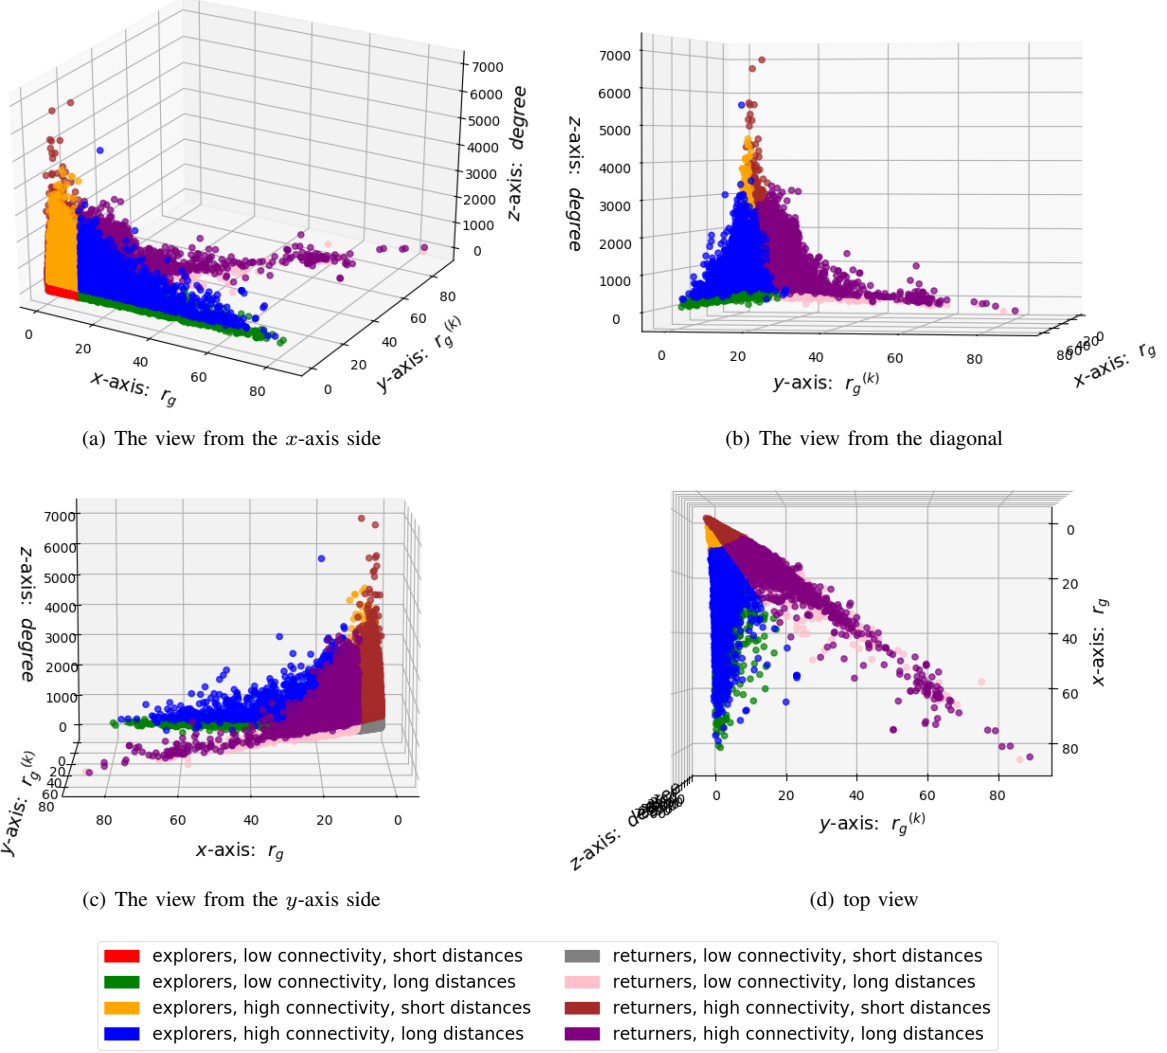 7000
6000
5000
4000
3000
2000
1000
0
z-axis: degree
0
20
40
60
80
x-axis: r_g
0
20
40
60
80
y-axis: r_g^(k)
(a) The view from the x-axis side
7000
6000
5000
4000
3000
2000
1000
0
z-axis: degree
0
20
40
60
80
y-axis: r_g^(k)
x-axis: r_g
(b) The view from the diagonal
7000
6000
5000
4000
3000
2000
1000
0
z-axis: degree
0
20
40
60
80
y-axis: r_g^(k)
80
60
40
20
0
x-axis: r_g
(c) The view from the y-axis side
0
20
40
60
80
x-axis: r_g
0
20
40
60
80
y-axis: r_g^(k)
z-axis:
(d) top view
explorers, low connectivity, short distances
explorers, low connectivity, long distances
explorers, high connectivity, short distances
explorers, high connectivity, long distances
returners, low connectivity, short distances
returners, low connectivity, long distances
returners, high connectivity, short distances
returners, high connectivity, long distances